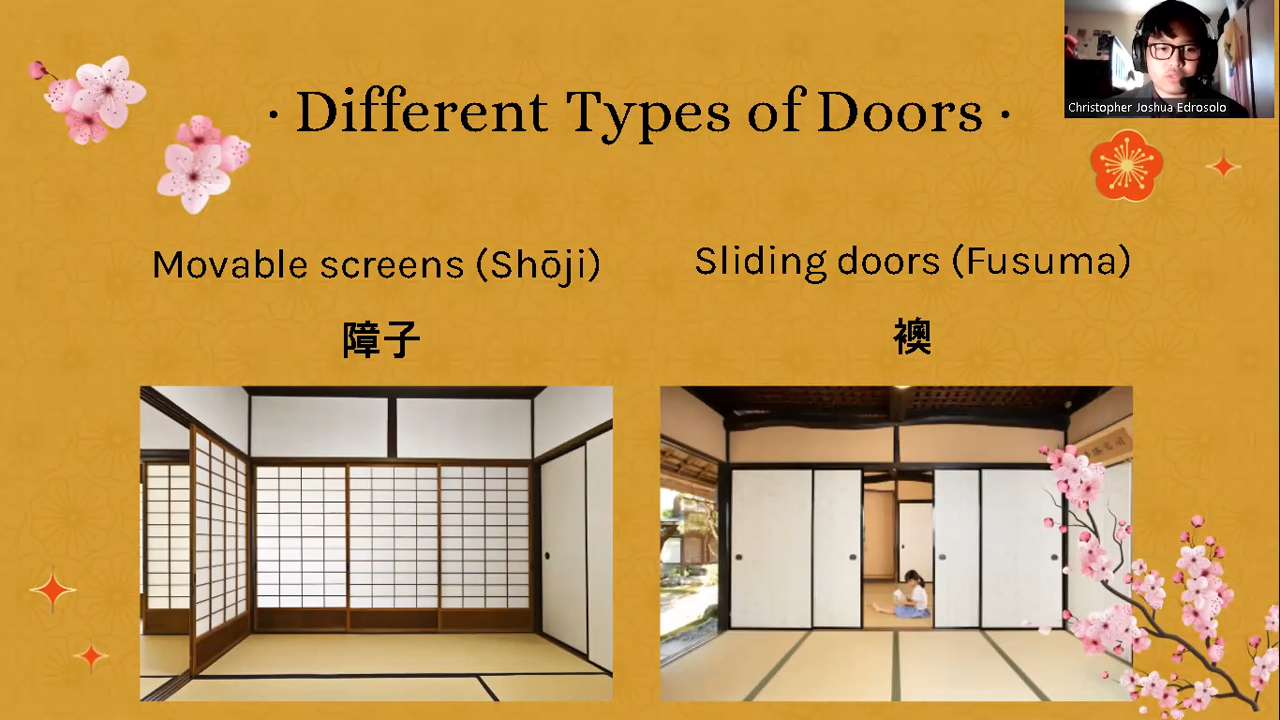 · Different Types of Doors ·
Christopher Joshua Edrosolo
Movable screens (Shōji)
障子
Sliding doors (Fusuma)
襖